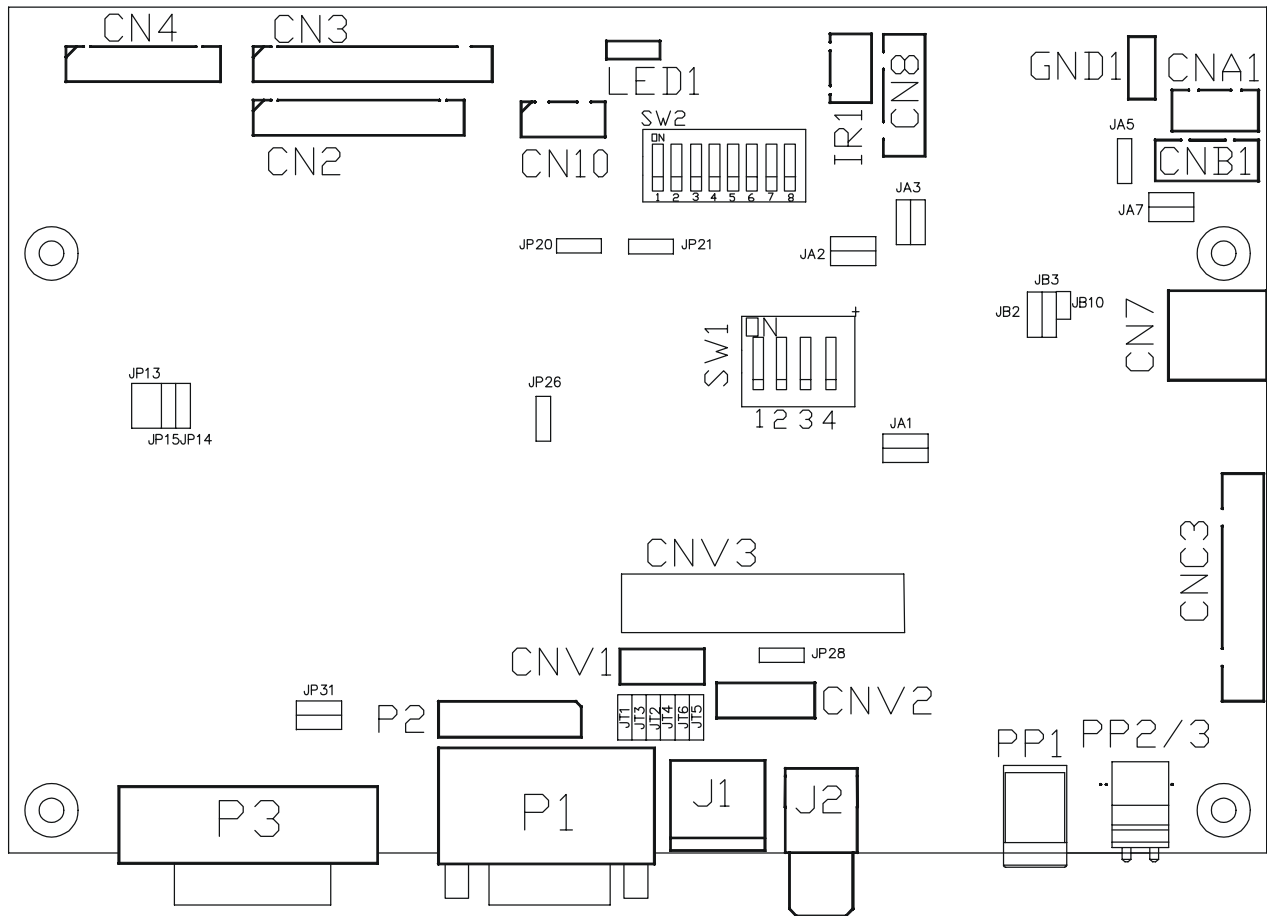 CN4
CN3
LED1
CN8
GND1
CNA1
SW2
ON
1 2 3 4 5 6 7 8
IR1
JA5
CN2
CN10
CNB1
JA3
JA7
JP20
JP21
JA2
JB3
JB2
JB10
CN7
ON
+
SW1
1 2 3 4
JP13
JP15JP14
JP26
JA1
CNC3
CNV3
CNV1
JP28
JP31
P2
JT1
JT3
JT2
JT4
JT6
JT5
CNV2
PP1
PP2/3
P3
P1
J1
J2